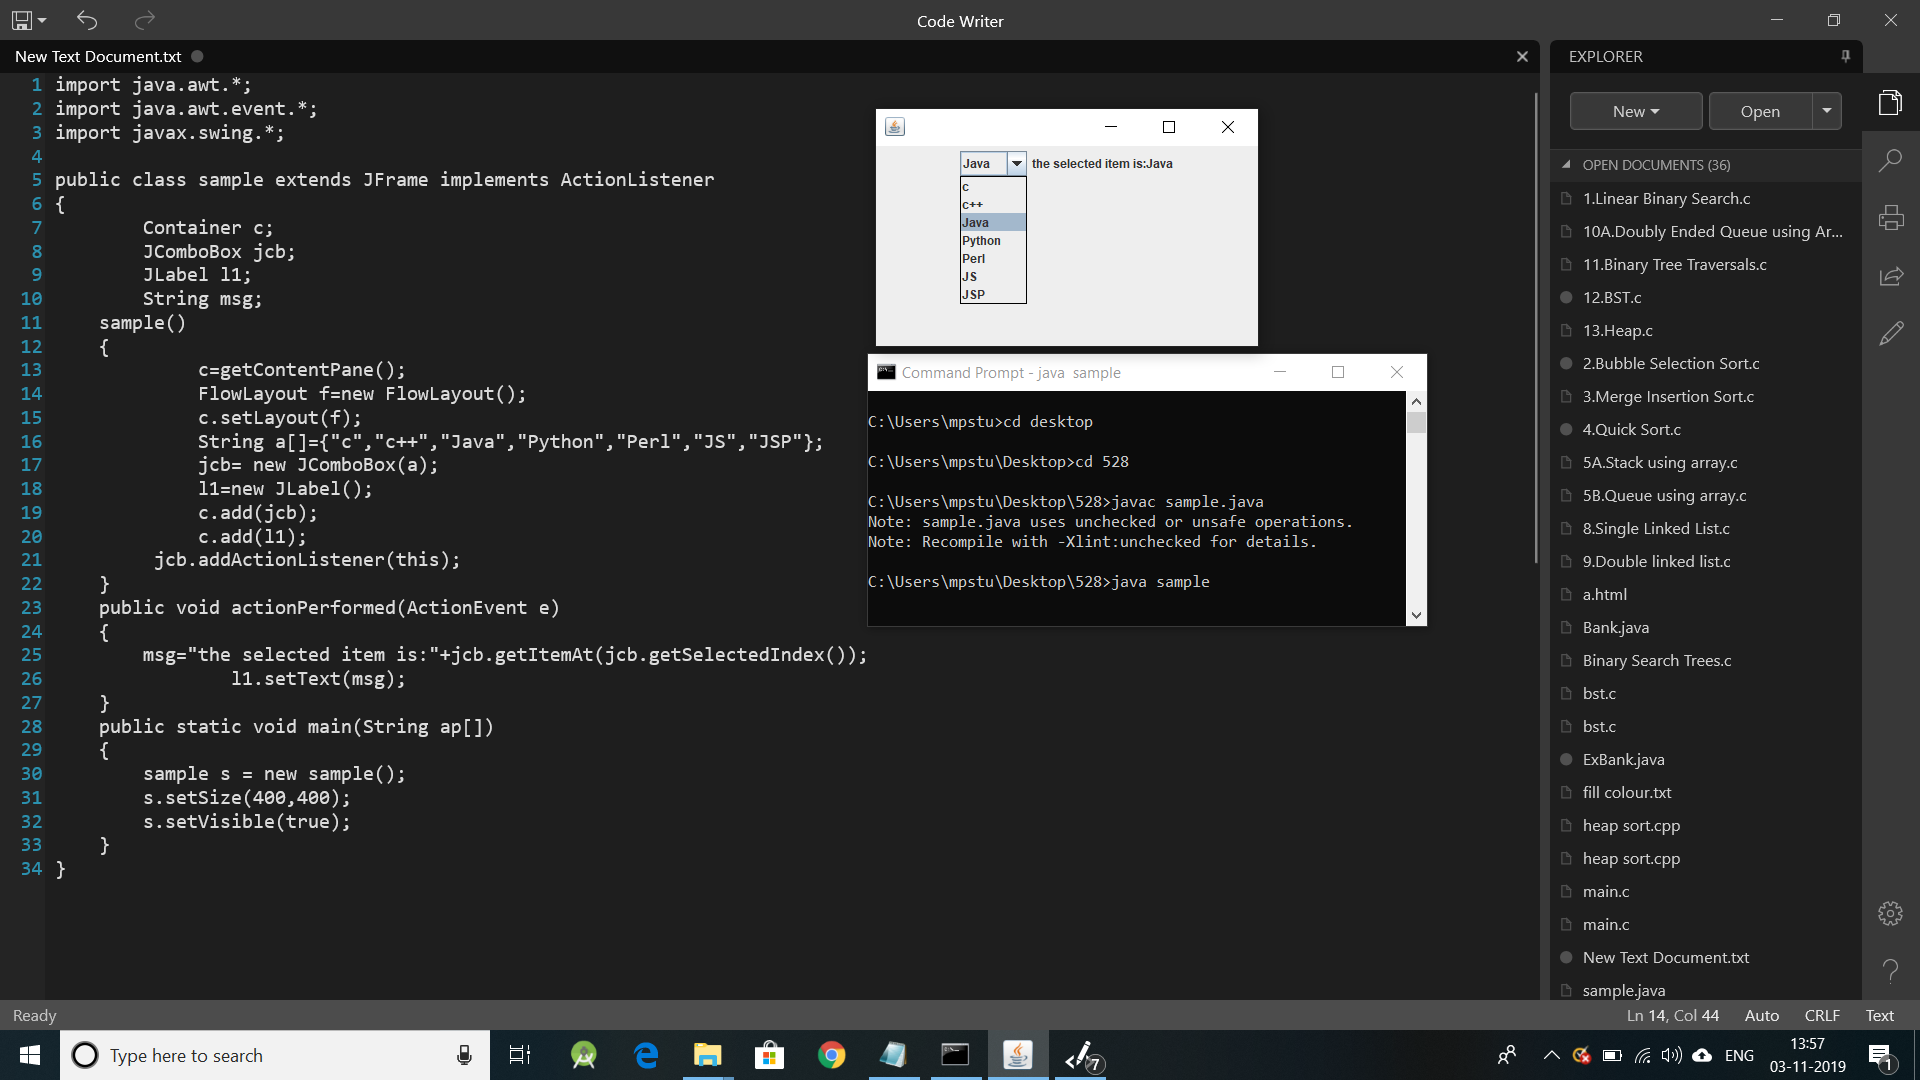 Code Writer
New Text Document.txt
1 import java.awt.*;
2 import java.awt.event.*;
3 import javax.swing.*;
4
5 public class sample extends JFrame implements ActionListener
6 {
7 Container c;
8 JComboBox jcb;
9 JLabel l1;
10 String msg;
11 sample()
12 {
13 c=getContentPane();
14 FlowLayout f=new FlowLayout();
15 c.setLayout(f);
16 String a[]={"c","c++","Java","Python","Perl","JS","JSP"};
17 jcb= new JComboBox(a);
18 l1=new JLabel();
19 c.add(jcb);
20 c.add(l1);
21 jcb.addActionListener(this);
22 }
23 public void actionPerformed(ActionEvent e)
24 {
25 msg="the selected item is:"+jcb.getItemAt(jcb.getSelectedIndex());
26 l1.setText(msg);
27 }
28 public static void main(String ap[])
29 {
30 sample s = new sample();
31 s.setSize(400,400);
32 s.setVisible(true);
33 }
34 }
Java the selected item is:Java
c
c++
Java
Python
Perl
JS
JSP
Command Prompt - java sample
C:\Users\mpstu>cd desktop
C:\Users\mpstu\Desktop>cd 528
C:\Users\mpstu\Desktop\528>javac sample.java
Note: sample.java uses unchecked or unsafe operations.
Note: Recompile with -Xlint:unchecked for details.
C:\Users\mpstu\Desktop\528>java sample
EXPLORER
New Open
OPEN DOCUMENTS (36)
1.Linear Binary Search.c
10A.Doubly Ended Queue using Ar...
11.Binary Tree Traversals.c
12.BST.c
13.Heap.c
2.Bubble Selection Sort.c
3.Merge Insertion Sort.c
4.Quick Sort.c
5A.Stack using array.c
5B.Queue using array.c
8.Single Linked List.c
9.Double linked list.c
a.html
Bank.java
Binary Search Trees.c
bst.c
bst.c
ExBank.java
fill colour.txt
heap sort.cpp
heap sort.cpp
main.c
main.c
New Text Document.txt
sample.java
Ready
Ln 14, Col 44 Auto CRLF Text
Type here to search
7
ENG
13:57
03-11-2019
1